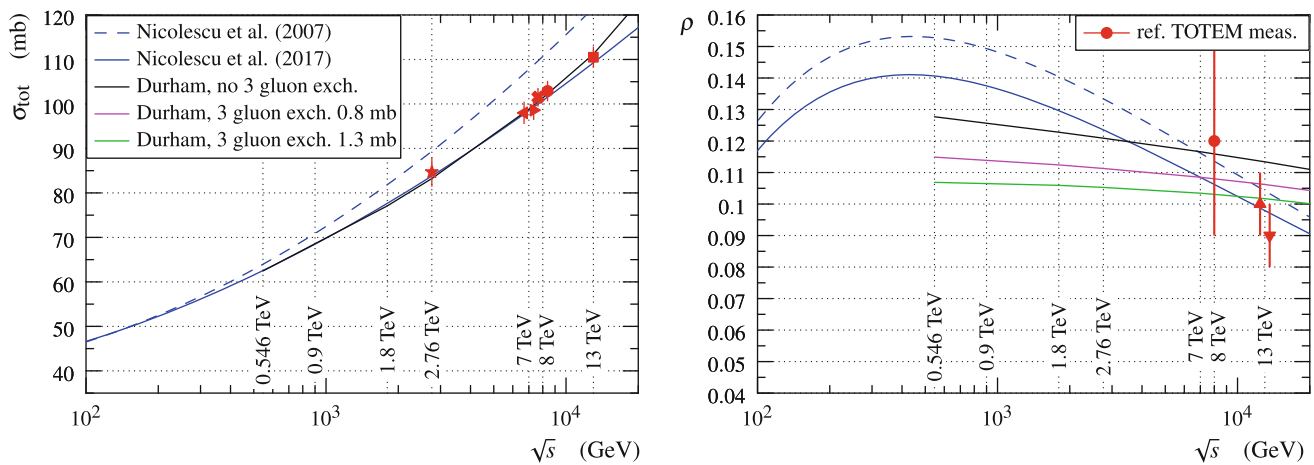 σtot (mb)
120
110
100
90
80
70
60
50
40
Nicolescu et al. (2007)
Nicolescu et al. (2017)
Durham, no 3 gluon exch.
Durham, 3 gluon exch. 0.8 mb
Durham, 3 gluon exch. 1.3 mb
0.546 TeV
0.9 TeV
1.8 TeV
2.76 TeV
7 TeV
8 TeV
13 TeV
10² 10³ 10⁴
√s (GeV)
ρ
0.16
0.15
0.14
0.13
0.12
0.11
0.1
0.09
0.08
0.07
0.06
0.05
0.04
ref. TOTEM meas.
0.546 TeV
0.9 TeV
1.8 TeV
2.76 TeV
7 TeV
8 TeV
13 TeV
10² 10³ 10⁴
√s (GeV)